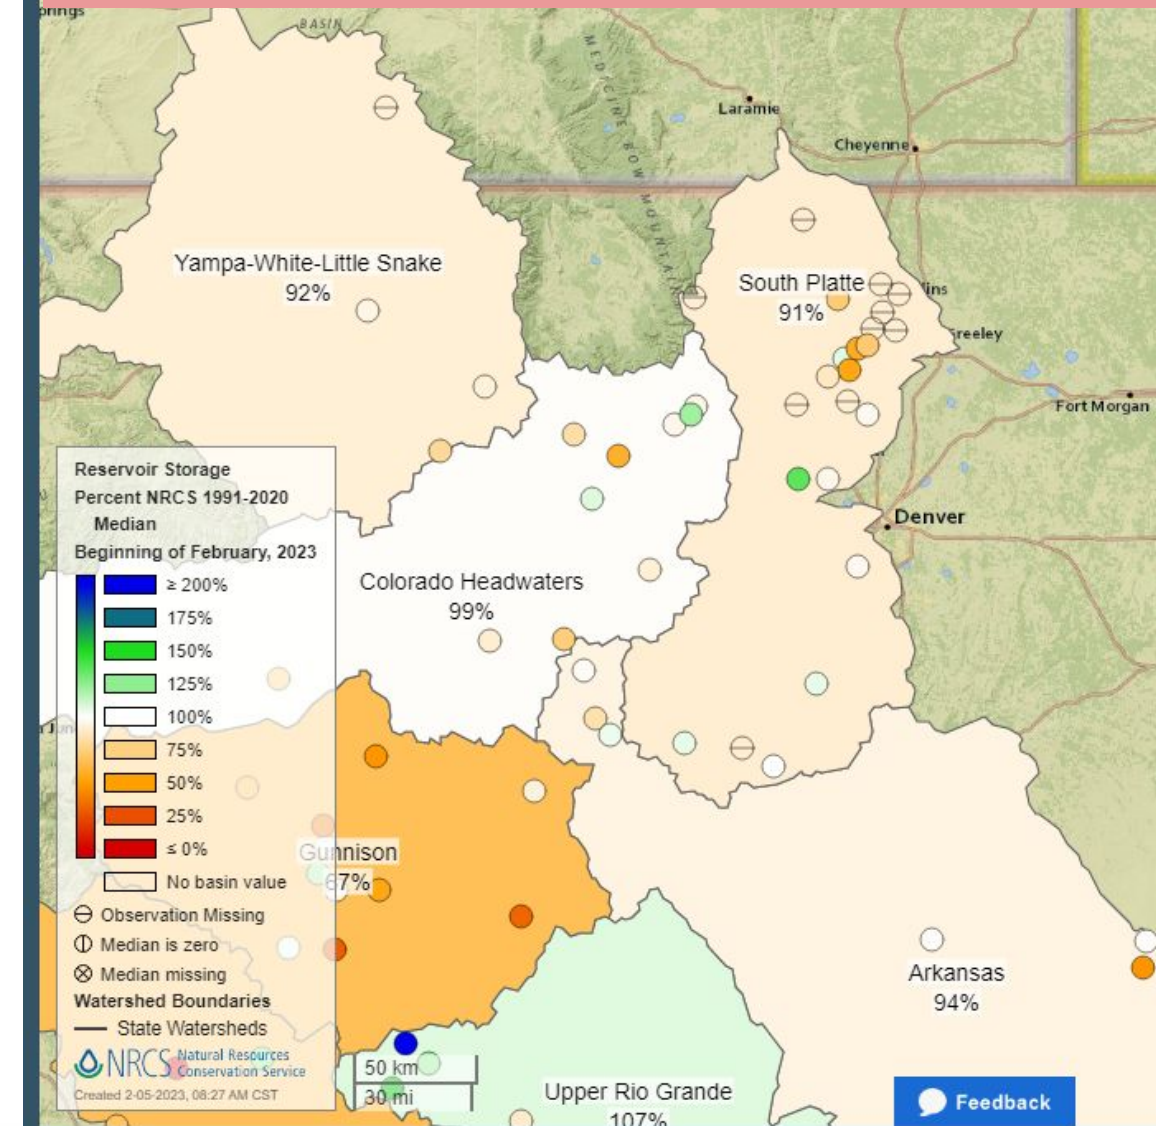 BASIN
MEDICINE BOW MOUNTAIN
Laramie
Cheyenne
Yampa-White-Little Snake
92%
South Platte
91%
Fort Morgan
Denver
Colorado Headwaters
99%
Reservoir Storage
Percent NRCS 1991-2020
Median
Beginning of February, 2023
≥ 200%
175%
150%
125%
100%
75%
50%
25%
≤ 0%
No basin value
Observation Missing
Median is zero
Median missing
Watershed Boundaries
State Watersheds
NRCS Natural Resources
Conservation Service
Created 2-05-2023, 08:27 AM CST
Gunnison
67%
Arkansas
94%
50 km
30 mi
Upper Rio Grande
107%
Feedback